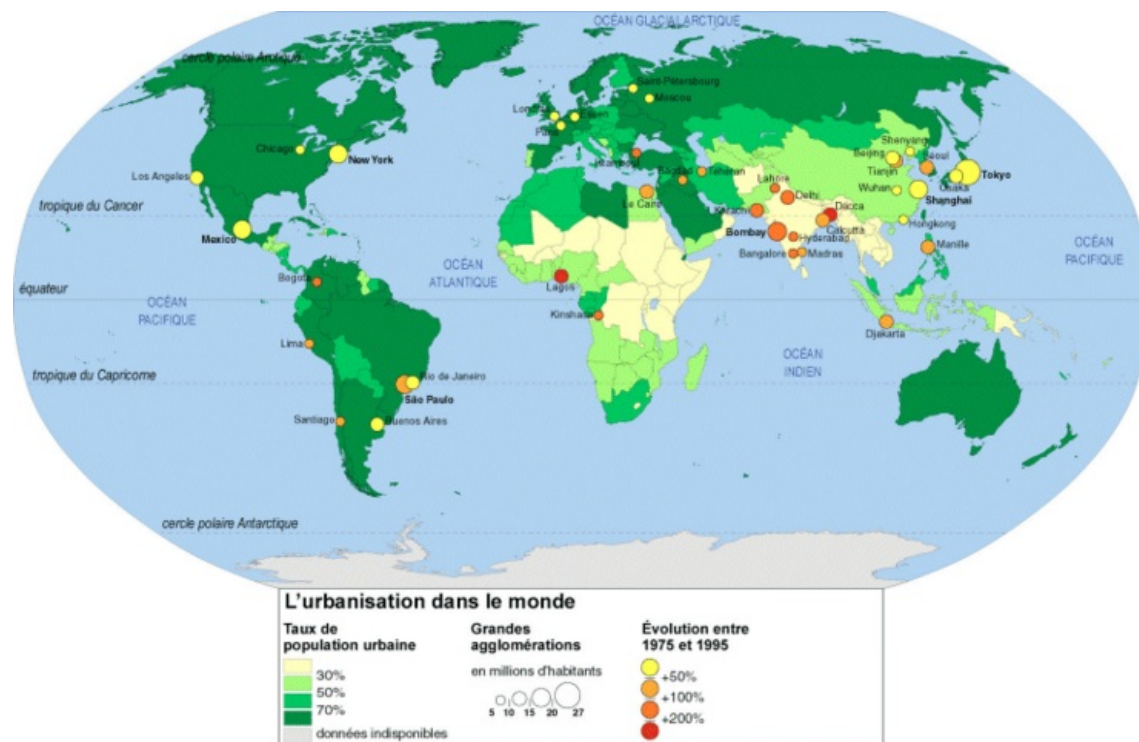 OCÉAN GLACIAL ARCTIQUE
cercle polaire Arctique
Saint-Pétersbourg
Moscou
Londres
Essen
Paris
Chicago
New York
Istanbul
Shenyang
Beijing
Séoul
Los Angeles
Bagdad
Téhéran
Lahore
Tianjin
Tokyo
Delhi
Osaka
Wuhan
Shanghai
Le Caire
tropique du Cancer
Karachi
Dacca
Hongkong
Mexico
Bombay
Calcutta
Hyderabad
Manille
OCÉAN
PACIFIQUE
Bangalore
Madras
OCÉAN
ATLANTIQUE
Bogota
Lagos
équateur
OCÉAN
PACIFIQUE
Kinshasa
Djakarta
Lima
OCÉAN
INDIEN
tropique du Capricorne
Rio de Janeiro
São Paulo
Santiago
Buenos Aires
cercle polaire Antarctique
L'urbanisation dans le monde
Taux de
population urbaine
30%
50%
70%
données indisponibles
Grandes
agglomérations
en millions d'habitants
5 10 15 20 27
Évolution entre
1975 et 1995
+50%
+100%
+200%